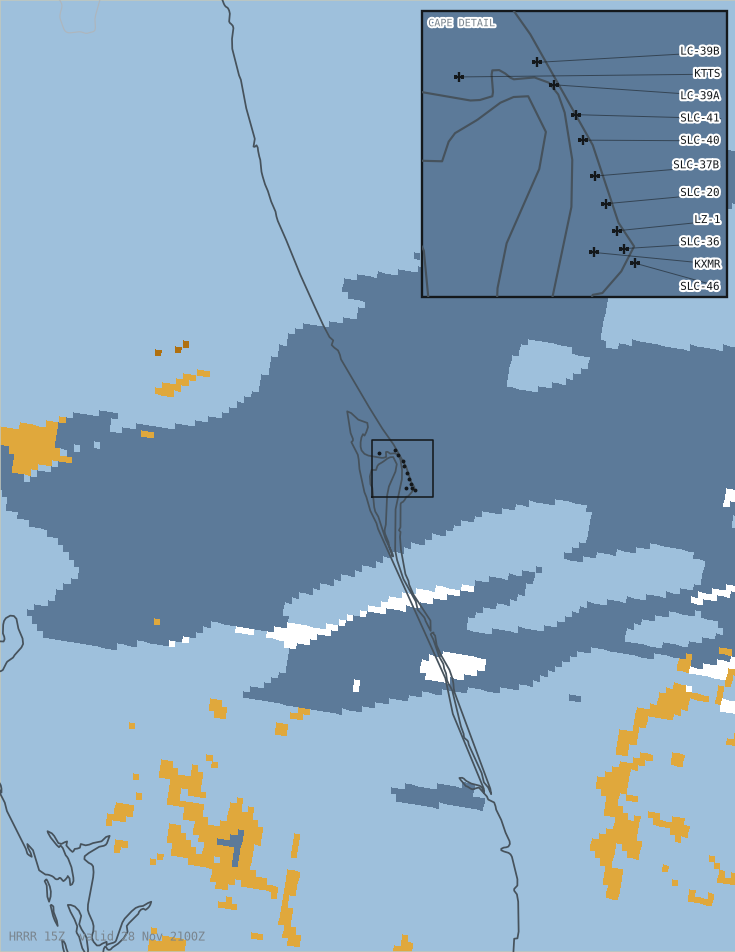 CAPE DETAIL
LC-39B
KTTS
LC-39A
SLC-41
SLC-40
SLC-37B
SLC-20
LZ-1
SLC-36
KXMR
SLC-46
HRRR 15Z  valid 28 Nov 2100Z